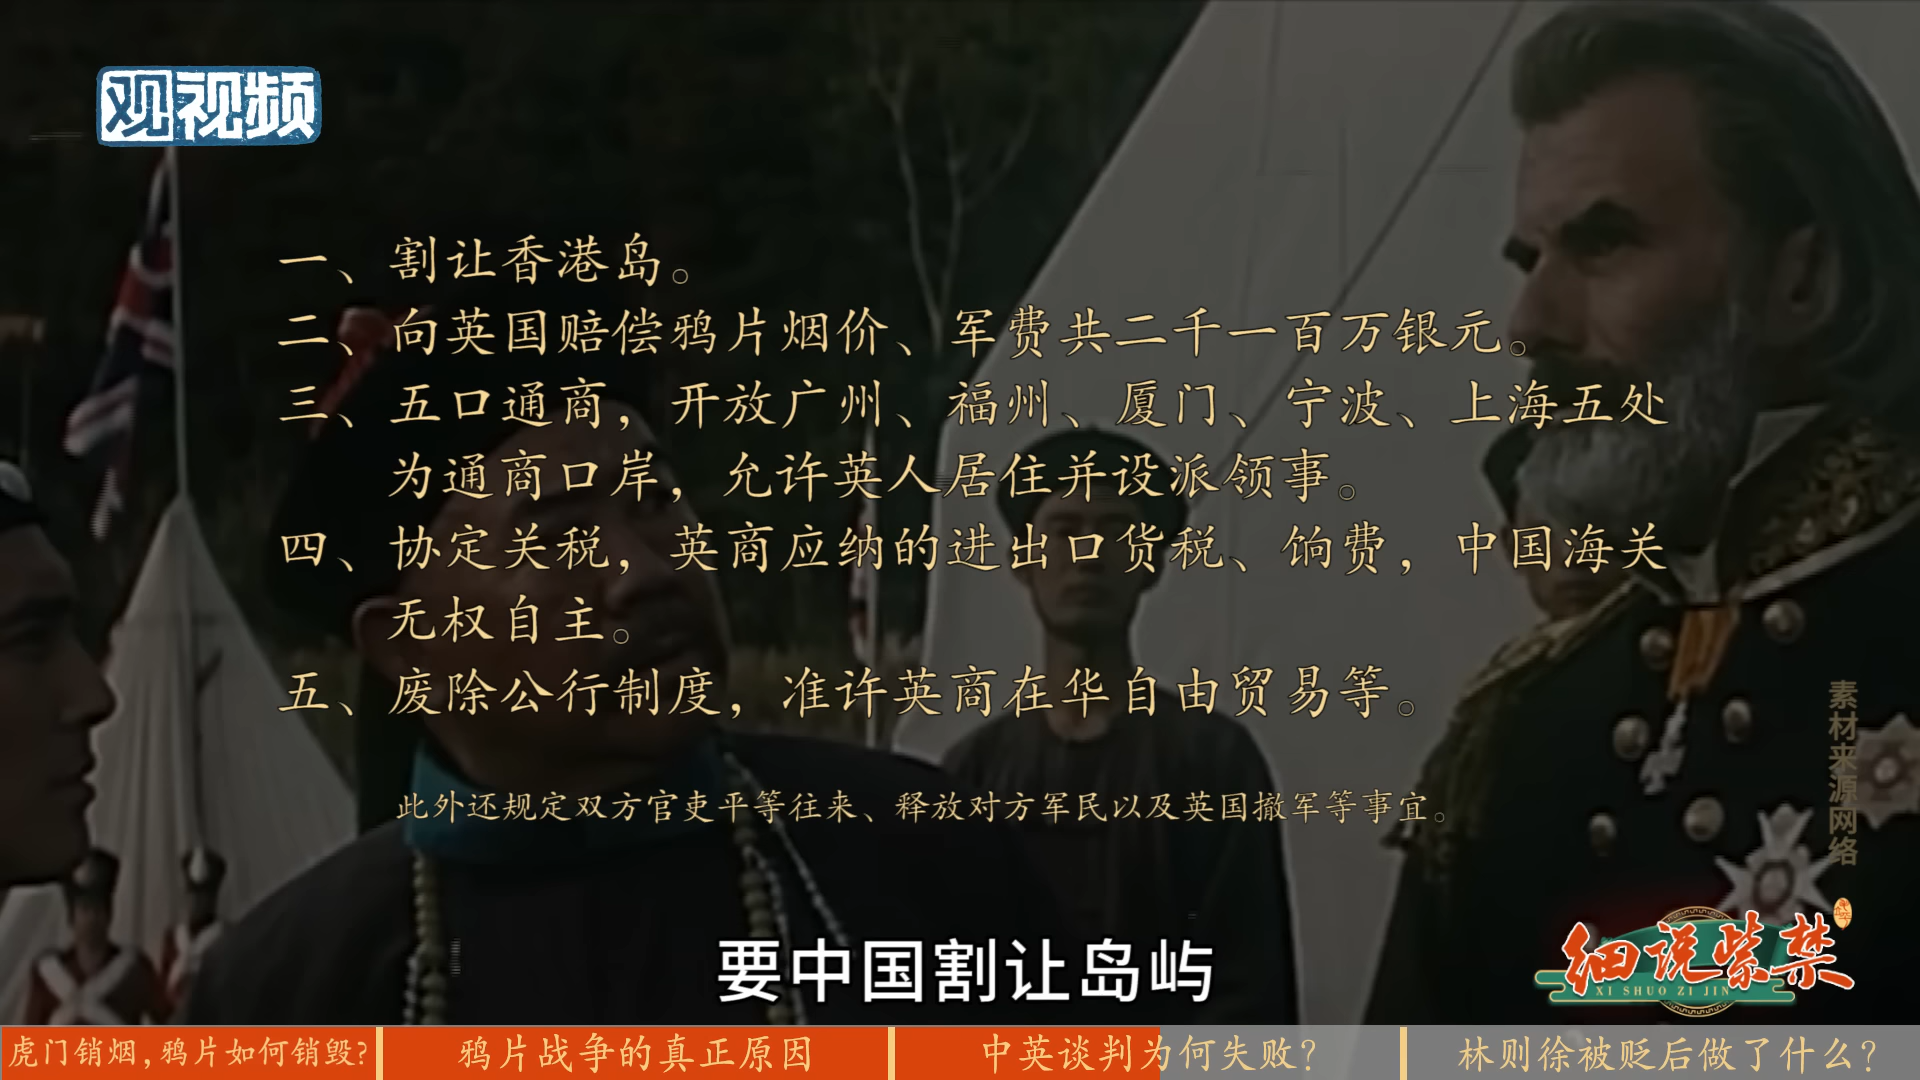 观视频
一、割让香港岛。
二、向英国赔偿鸦片烟价、军费共二千一百万银元。
三、五口通商，开放广州、福州、厦门、宁波、上海五处
为通商口岸，允许英人居住并设派领事。
四、协定关税，英商应纳的进出口货税、饷费，中国海关
无权自主。
五、废除公行制度，准许英商在华自由贸易等。
此外还规定双方官吏平等往来、释放对方军民以及英国撤军等事宜。
素材来源网络
要中国割让岛屿
细说紫禁
XI SHUO ZI JIN
虎门销烟,鸦片如何销毁?
鸦片战争的真正原因
中英谈判为何失败?
林则徐被贬后做了什么?